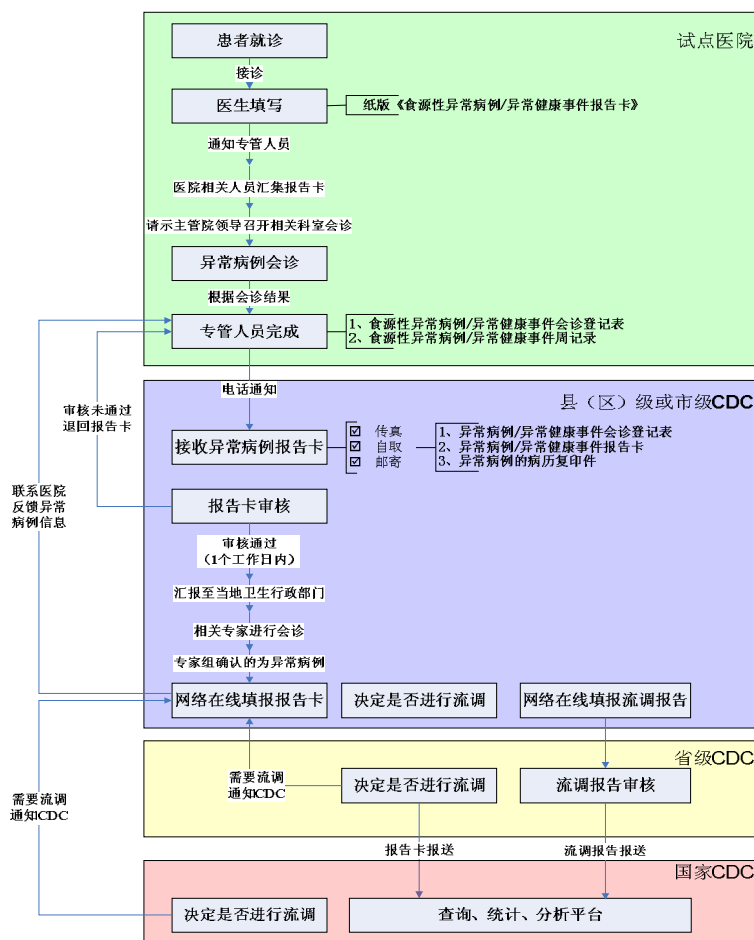 试点医院
患者就诊
接诊
医生填写
纸版《食源性异常病例/异常健康事件报告卡》
通知专管人员
医院相关人员汇集报告卡
请示主管院领导召开相关科室会诊
异常病例会诊
根据会诊结果
专管人员完成
1、食源性异常病例/异常健康事件会诊登记表
2、食源性异常病例/异常健康事件周记录
县（区）级或市级CDC
电话通知
审核未通过
退回报告卡
接收异常病例报告卡
传真
自取
邮寄
1、异常病例/异常健康事件会诊登记表
2、异常病例/异常健康事件报告卡
3、异常病例的病历复印件
联系医院
反馈异常
病例信息
报告卡审核
审核通过
（1个工作日内）
汇报至当地卫生行政部门
相关专家进行会诊
专家组确认的为异常病例
网络在线填报报告卡
决定是否进行流调
网络在线填报流调报告
省级CDC
需要流调
通知CDC
决定是否进行流调
流调报告审核
需要流调
通知CDC
报告卡报送
流调报告报送
国家CDC
决定是否进行流调
查询、统计、分析平台